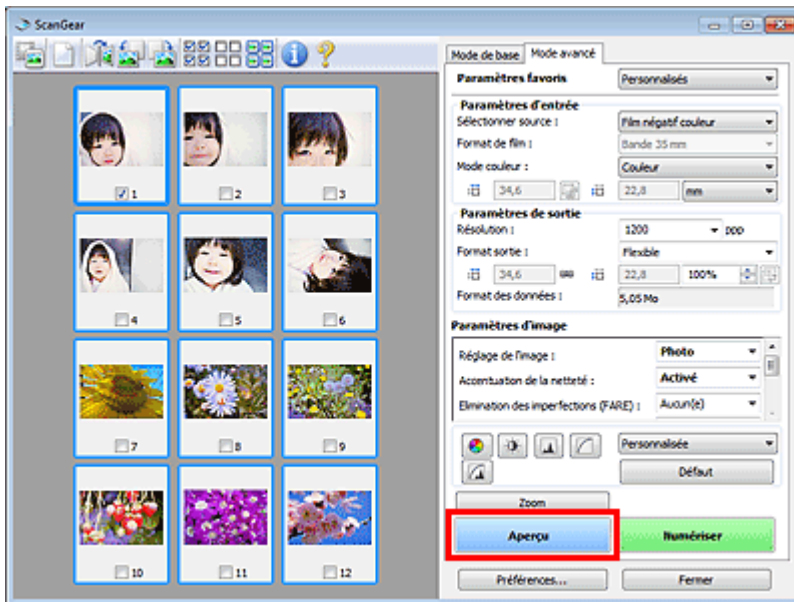 ScanGear
Mode de base
Mode avancé
Paramètres favoris
Personnalisés
Paramètres d'entrée
Sélectionner source :
Film négatif couleur
Format de film :
Bande 35 mm
Mode couleur :
Couleur
34,6
22,8
mm
Paramètres de sortie
Résolution :
1200
ppp
Format sortie :
Flexible
34,6
22,8
100%
Format des données :
5,05 Mo
Paramètres d'image
Réglage de l'image :
Photo
Accentuation de la netteté :
Activé
Elimination des imperfections (FARE) :
Aucun(e)
Personnalisée
Défaut
Zoom
Aperçu
Numériser
Préférences...
Fermer
1
2
3
4
5
6
7
8
9
10
11
12